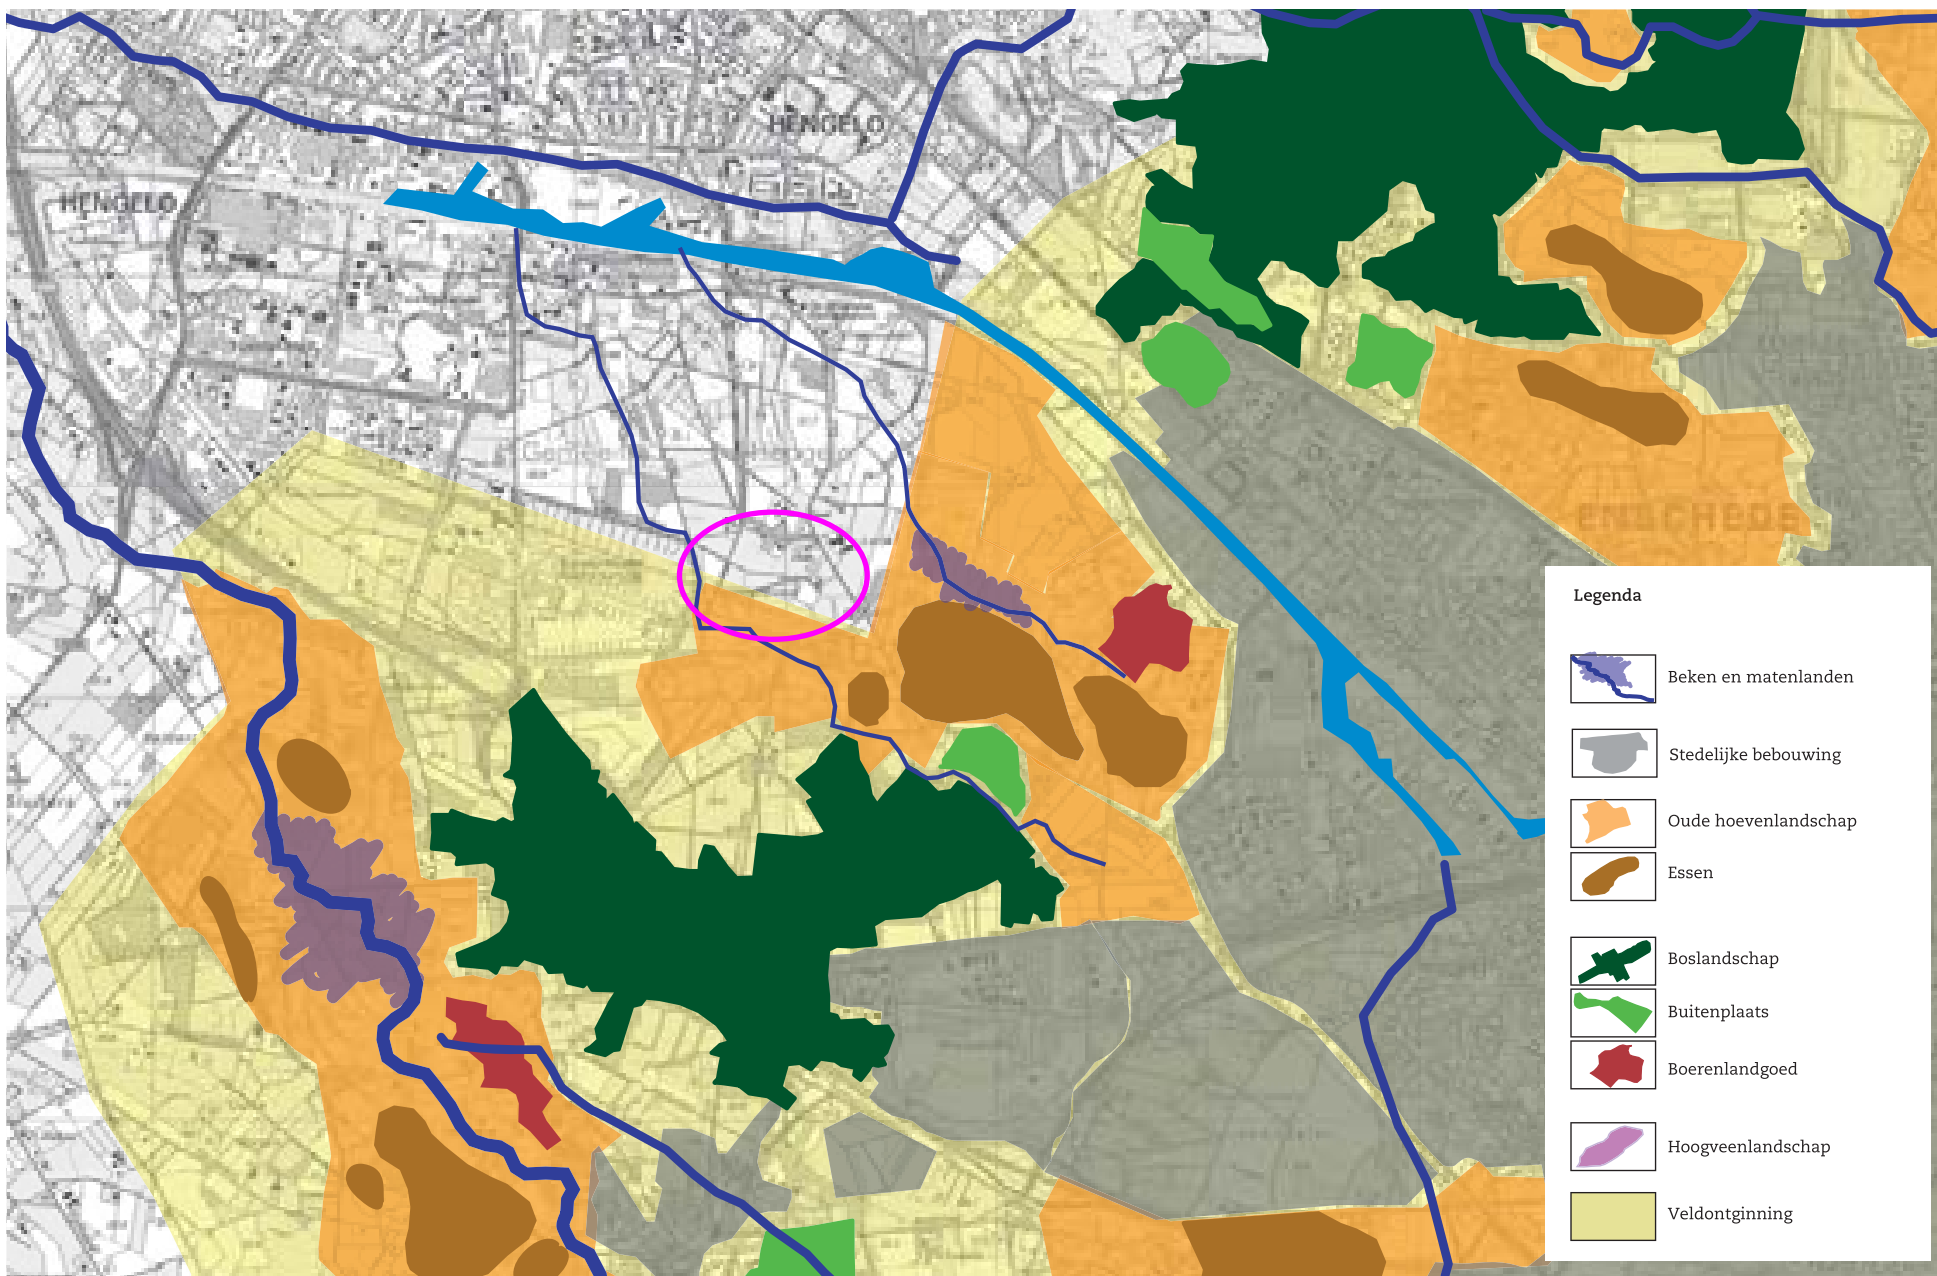 HENGELO
HENGELO
ENSCHEDE
Legenda
Beken en matenlanden
Stedelijke bebouwing
Oude hoevenlandschap
Essen
Boslandschap
Buitenplaats
Boerenlandgoed
Hoogveenlandschap
Veldontginning